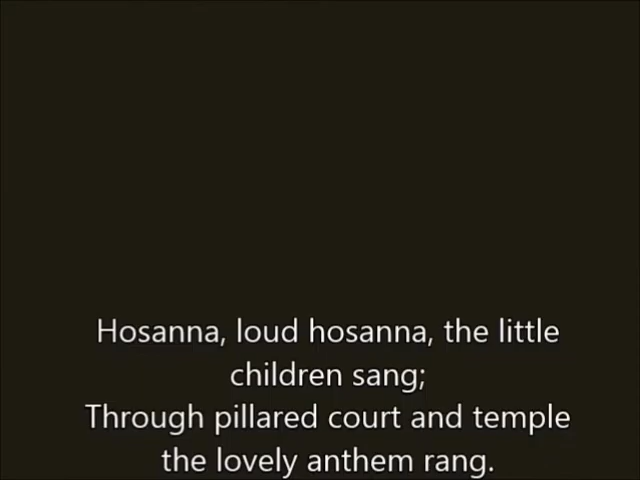 Hosanna, loud hosanna, the little
children sang;
Through pillared court and temple
the lovely anthem rang.